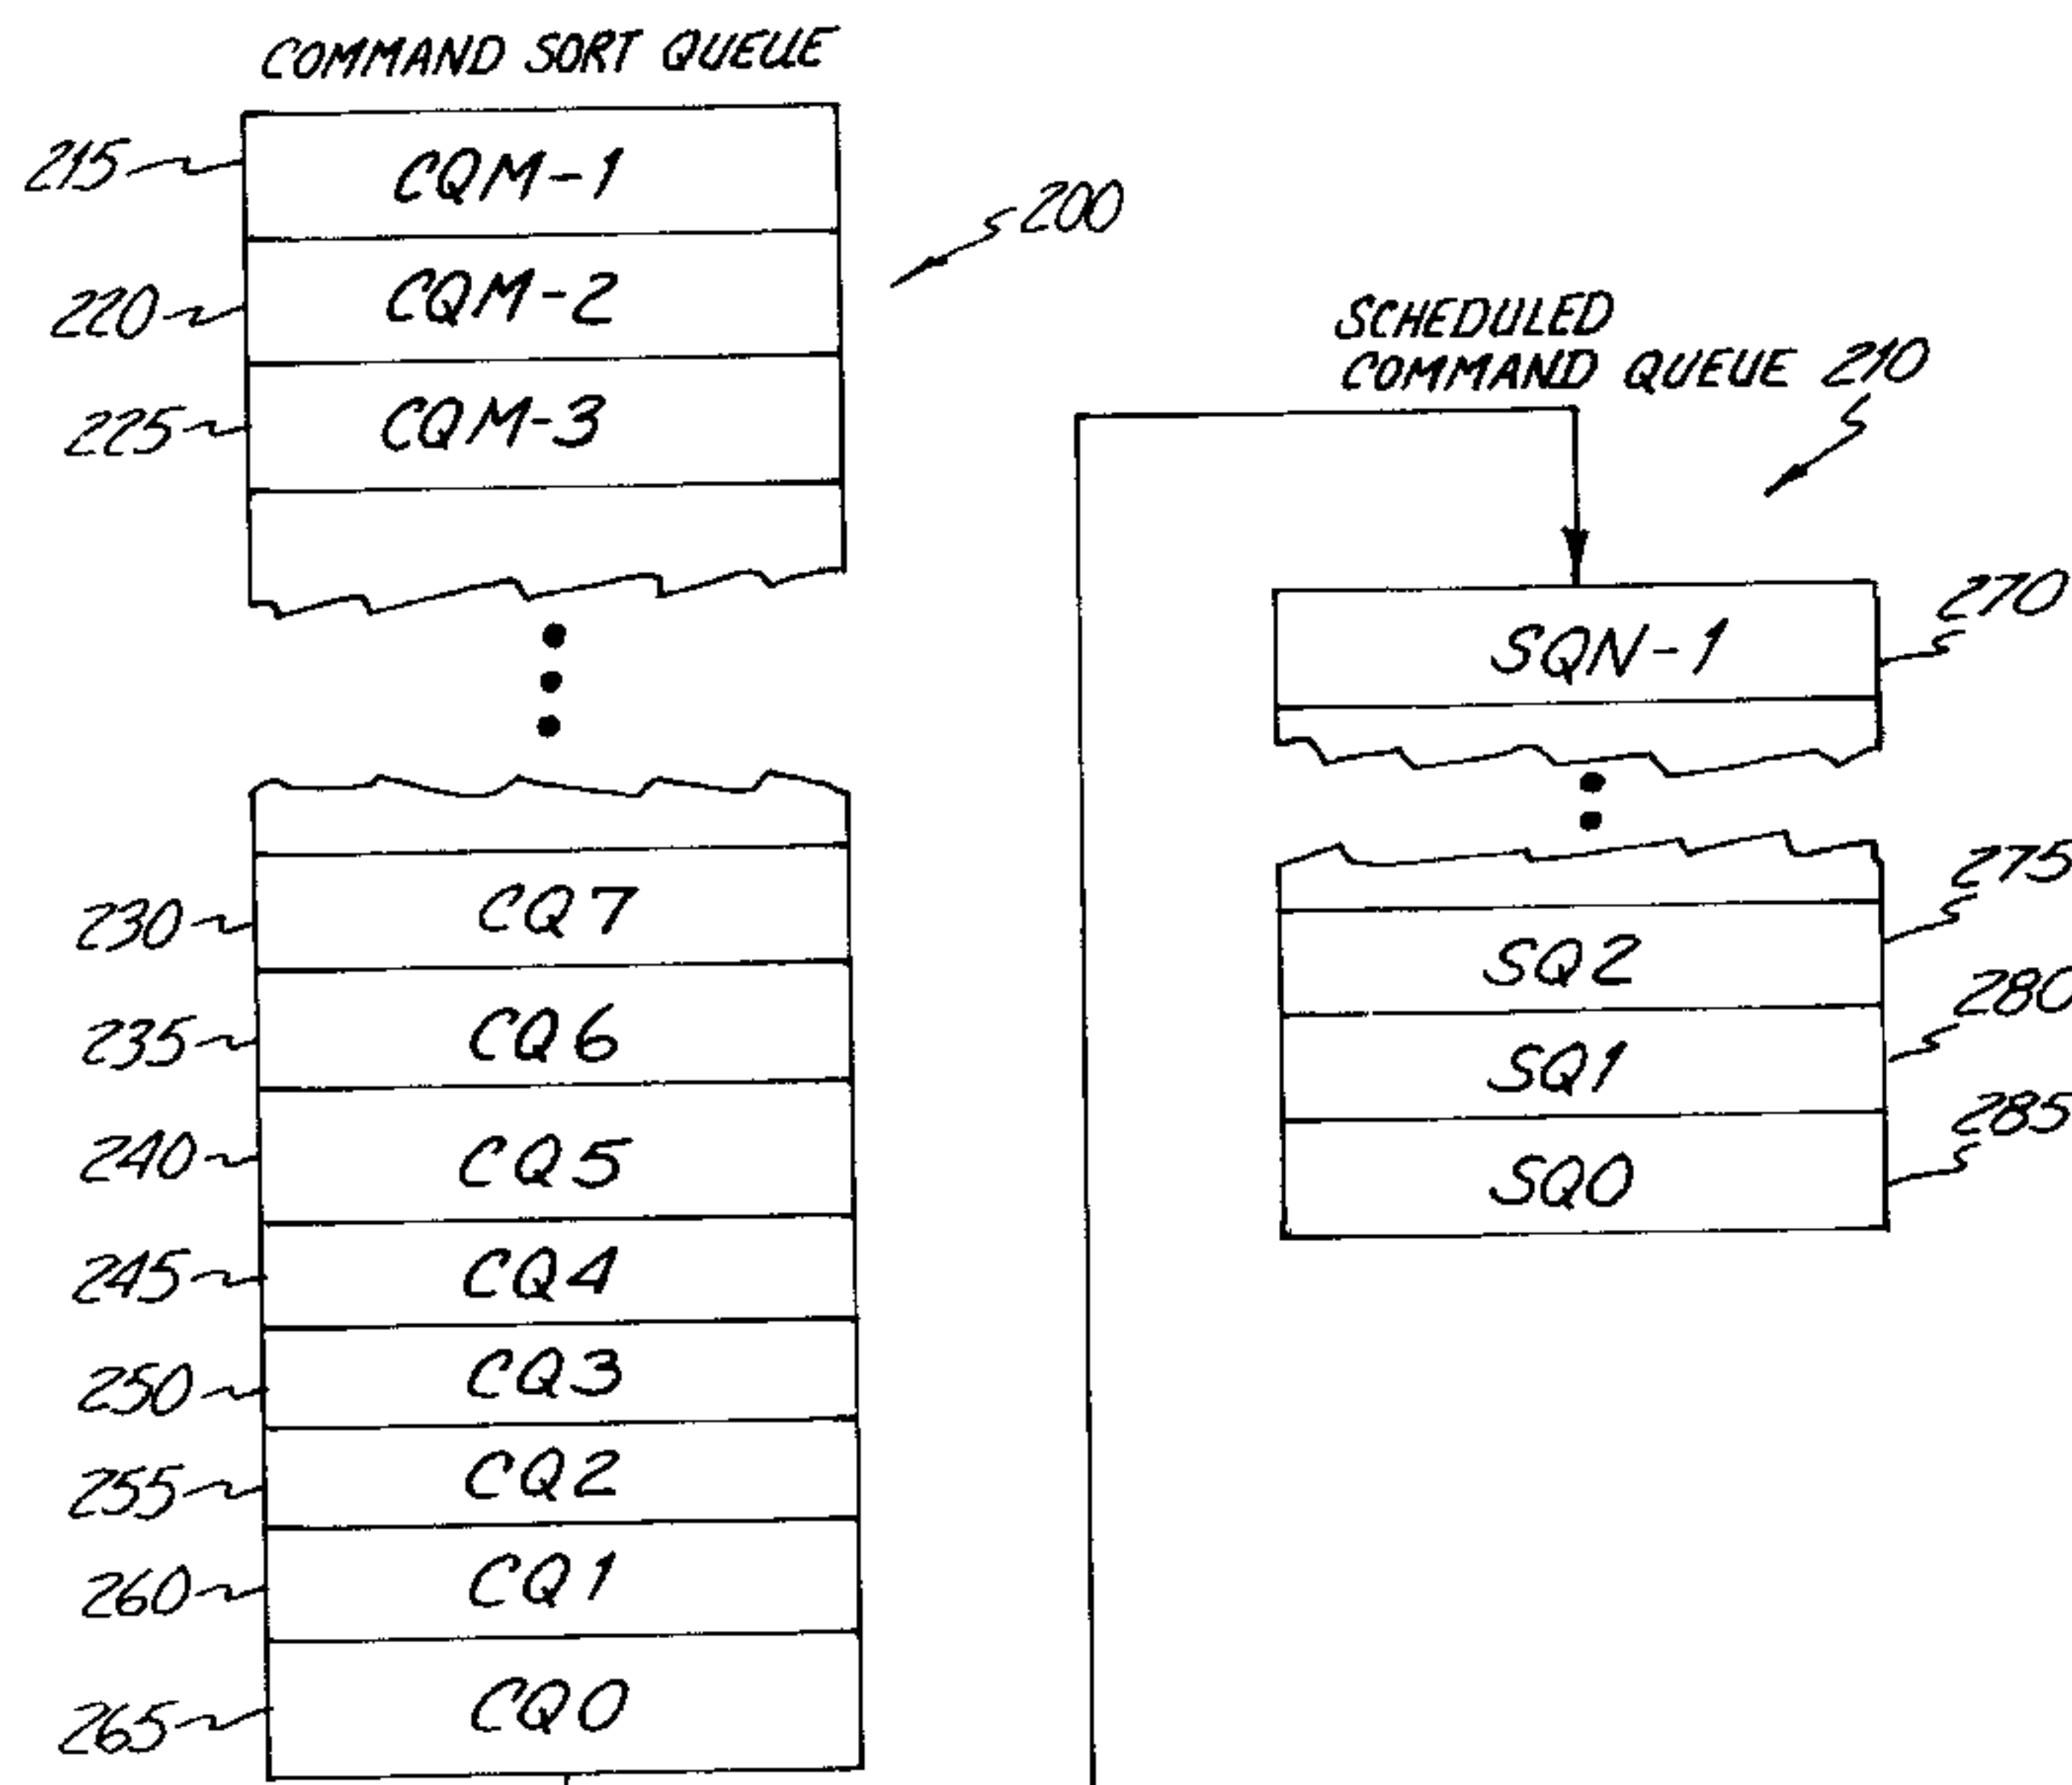 COMMAND SORT QUEUE
215
CQM-1
200
220
CQM-2
225
CQM-3
SCHEDULED
COMMAND QUEUE 210
270
SQN-1
230
CQ7
235
CQ6
240
CQ5
245
CQ4
250
CQ3
255
CQ2
260
CQ1
265
CQ0
275
SQ2
280
SQ1
285
SQ0